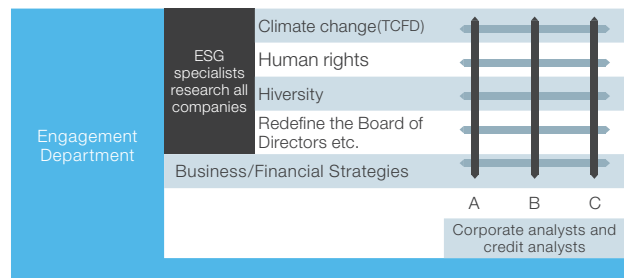 Engagement
Department
ESG
specialists
research all
companies
Climate change(TCFD)
Human rights
Hiversity
Redefine the Board of
Directors etc.
Business/Financial Strategies
A B C
Corporate analysts and
credit analysts